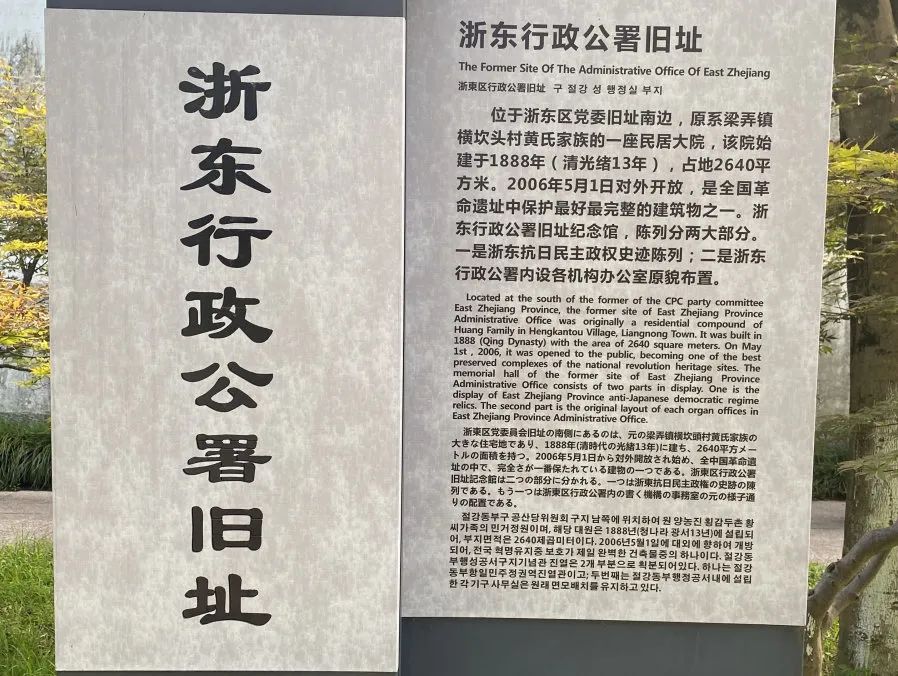 浙东行政公署旧址
浙东行政公署旧址
The Former Site Of The Administrative Office Of East Zhejiang
浙東区行政公署旧址 구 절강 성 행정실 부지
位于浙东区党委旧址南边，原系梁弄镇
横坎头村黄氏家族的一座民居大院，该院始
建于1888年（清光绪13年），占地2640平
方米。2006年5月1日对外开放，是全国革
命遗址中保护最好最完整的建筑物之一。浙
东行政公署旧址纪念馆，陈列分两大部分。
一是浙东抗日民主政权史迹陈列；二是浙东
行政公署内设各机构办公室原貌布置。
Located at the south of the former of the CPC party committee
East Zhejiang Province, the former site of East Zhejiang Province
Administrative Office was originally a residential compound of
Huang Family in Hengkantou Village, Liangnong Town. It was built in
1888 (Qing Dynasty) with the area of 2640 square meters. On May
1st , 2006, it was opened to the public, becoming one of the best
preserved complexes of the national revolution heritage sites. The
memorial hall of the former site of East Zhejiang Province
Administrative Office consists of two parts in display. One is the
display of East Zhejiang Province anti-Japanese democratic regime
relics. The second part is the original layout of each organ offices in
East Zhejiang Province Administrative Office.
浙東区党委員会旧址の南側にあるのは、元の梁弄鎮横坎頭村黄氏家族の
大きな住宅地であり、1888年(清時代の光緒13年)に建ち、2640平方メー
トルの面積を持つ。2006年5月1日から対外開放され始め、全中国革命遺
址の中で、完全さが一番保たれている建物の一つである。浙東区行政公署
旧址記念館は二つの部分に分かれる。一つは浙東抗日民主政権の史跡の陳
列である。もう一つは浙東区行政公署内の書く機構の事務室の元の様子通
りの配置である。
절강동부구 공산당위원회 구지 남쪽에 위치하여 원 양농진 횡감두촌 황
씨가족의 민거정원이며, 해당 대원은 1888년(청나라 광서13년)에 설립되
어, 부지면적은 2640제곱미터이다. 2006년5월1일에 대외에 향하여 개방
되어, 전국 혁명유지중 보호가 제일 완벽한 건축물중의 하나이다. 절강동
부행성공서구지기념관 진열은 2개 부분으로 획분되어있다. 하나는 절강
동부항일민주정권역진열관이고; 두번째는 절강동부행정공서내에 설립
한 각 기구 사무실은 원래 면모배치를 유지하고 있다.